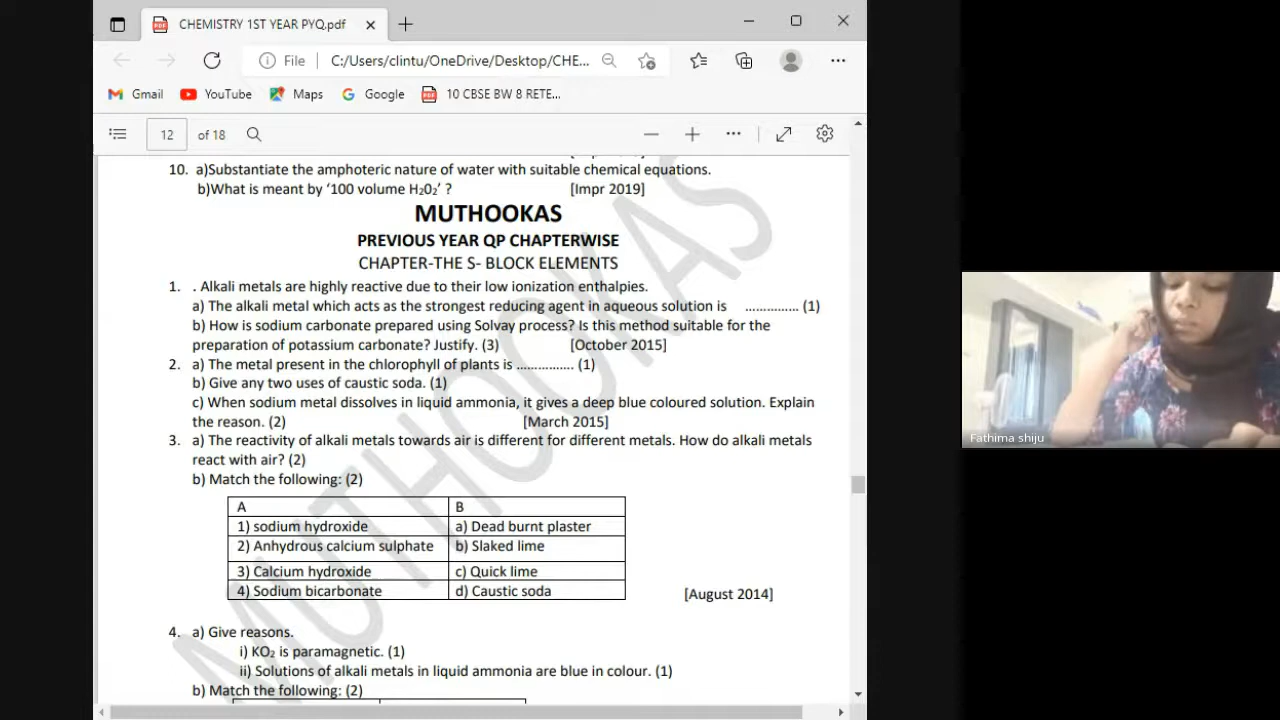 CHEMISTRY 1ST YEAR PYQ.pdf
File C:/Users/clintu/OneDrive/Desktop/CHE...
Gmail YouTube Maps Google 10 CBSE BW 8 RETE...
12 of 18
10. a)Substantiate the amphoteric nature of water with suitable chemical equations.
b)What is meant by ‘100 volume H₂0₂’ ? [Impr 2019]
MUTHOOKAS
PREVIOUS YEAR QP CHAPTERWISE
CHAPTER-THE S- BLOCK ELEMENTS
1. . Alkali metals are highly reactive due to their low ionization enthalpies.
a) The alkali metal which acts as the strongest reducing agent in aqueous solution is ............... (1)
b) How is sodium carbonate prepared using Solvay process? Is this method suitable for the
preparation of potassium carbonate? Justify. (3) [October 2015]
2. a) The metal present in the chlorophyll of plants is ................ (1)
b) Give any two uses of caustic soda. (1)
c) When sodium metal dissolves in liquid ammonia, it gives a deep blue coloured solution. Explain
the reason. (2) [March 2015]
3. a) The reactivity of alkali metals towards air is different for different metals. How do alkali metals
react with air? (2)
b) Match the following: (2)
A B
1) sodium hydroxide a) Dead burnt plaster
2) Anhydrous calcium sulphate b) Slaked lime
3) Calcium hydroxide c) Quick lime
4) Sodium bicarbonate d) Caustic soda
[August 2014]
4. a) Give reasons.
i) KO₂ is paramagnetic. (1)
ii) Solutions of alkali metals in liquid ammonia are blue in colour. (1)
b) Match the following: (2)
MUTHOOKAS
Fathima shiju